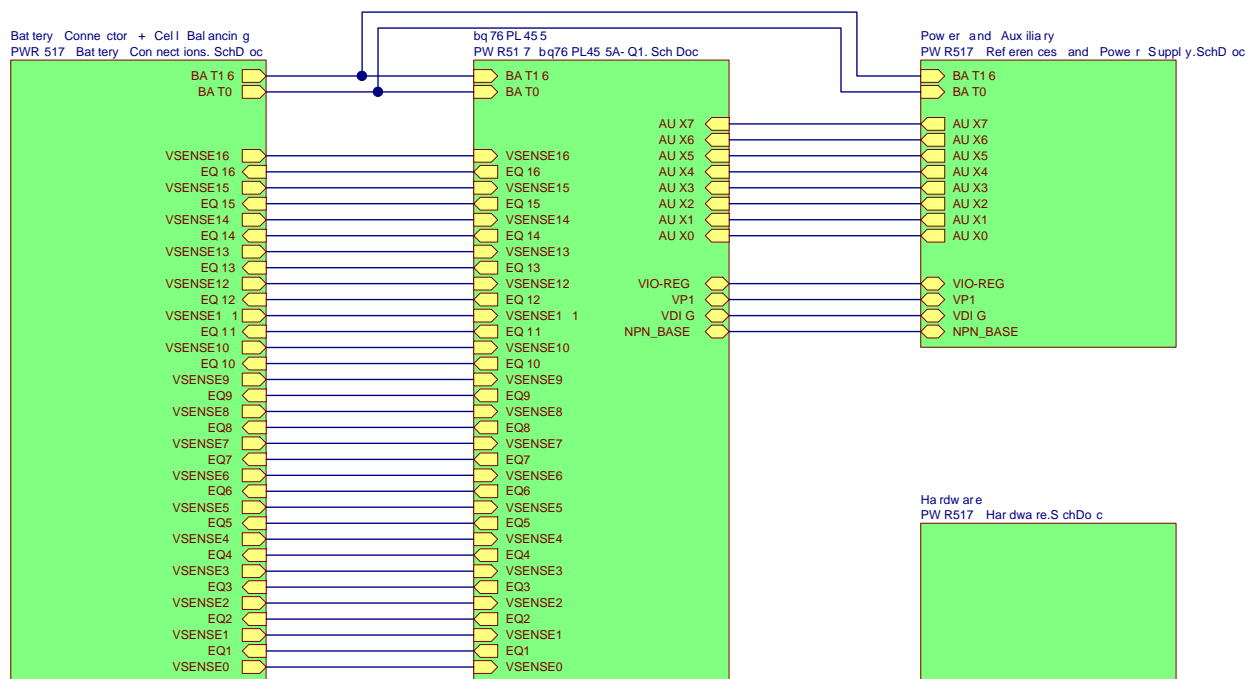 Battery Connector + Cell Balancing
PWR517 Battery Connections.SchDoc
BAT16
BAT0
VSENSE16
EQ16
VSENSE15
EQ15
VSENSE14
EQ14
VSENSE13
EQ13
VSENSE12
EQ12
VSENSE11
EQ11
VSENSE10
EQ10
VSENSE9
EQ9
VSENSE8
EQ8
VSENSE7
EQ7
VSENSE6
EQ6
VSENSE5
EQ5
VSENSE4
EQ4
VSENSE3
EQ3
VSENSE2
EQ2
VSENSE1
EQ1
VSENSE0
bq76PL455
PWR517 bq76PL455A-Q1.SchDoc
BAT16
BAT0
VSENSE16
EQ16
VSENSE15
EQ15
VSENSE14
EQ14
VSENSE13
EQ13
VSENSE12
EQ12
VSENSE11
EQ11
VSENSE10
EQ10
VSENSE9
EQ9
VSENSE8
EQ8
VSENSE7
EQ7
VSENSE6
EQ6
VSENSE5
EQ5
VSENSE4
EQ4
VSENSE3
EQ3
VSENSE2
EQ2
VSENSE1
EQ1
VSENSE0
AUX7
AUX6
AUX5
AUX4
AUX3
AUX2
AUX1
AUX0
VIO-REG
VP1
VDIG
NPN_BASE
Power and Auxiliary
PWR517 References and Power Supply.SchDoc
BAT16
BAT0
AUX7
AUX6
AUX5
AUX4
AUX3
AUX2
AUX1
AUX0
VIO-REG
VP1
VDIG
NPN_BASE
Hardware
PWR517 Hardware.SchDoc